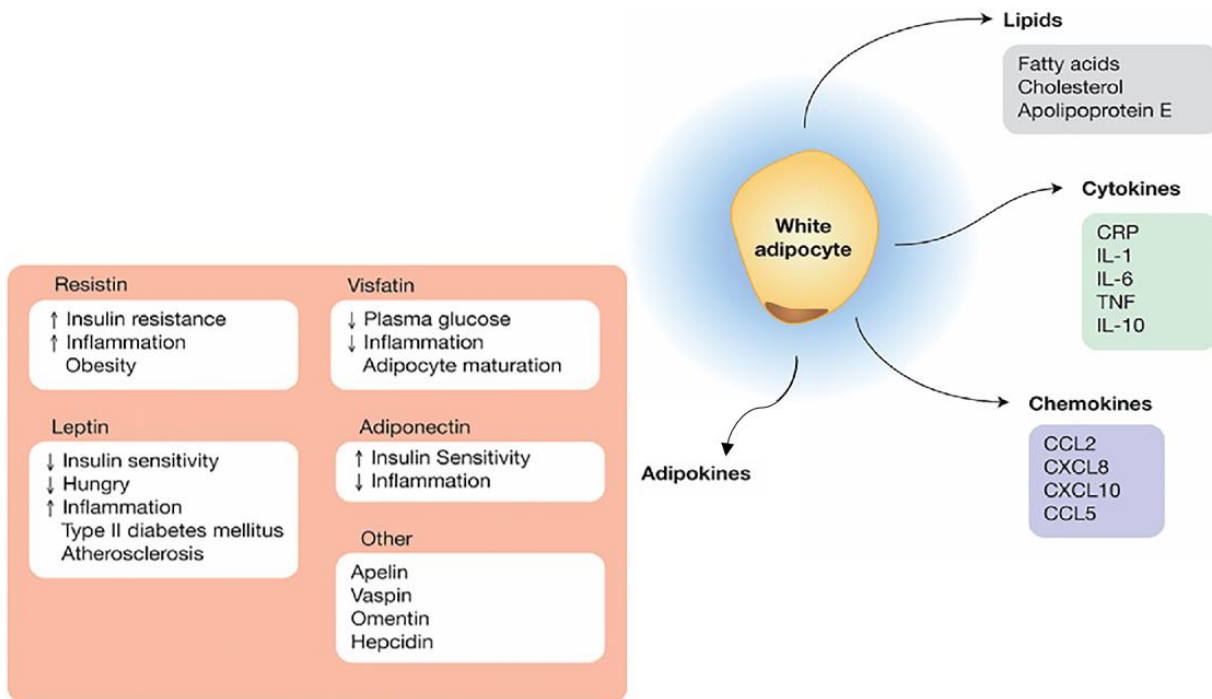 Lipids
Fatty acids
Cholesterol
Apolipoprotein E
White
adipocyte
Cytokines
CRP
IL-1
IL-6
TNF
IL-10
Chemokines
CCL2
CXCL8
CXCL10
CCL5
Adipokines
Resistin
↑ Insulin resistance
↑ Inflammation
Obesity
Visfatin
↓ Plasma glucose
↓ Inflammation
Adipocyte maturation
Leptin
↓ Insulin sensitivity
↓ Hungry
↑ Inflammation
Type II diabetes mellitus
Atherosclerosis
Adiponectin
↑ Insulin Sensitivity
↓ Inflammation
Other
Apelin
Vaspin
Omentin
Hepcidin